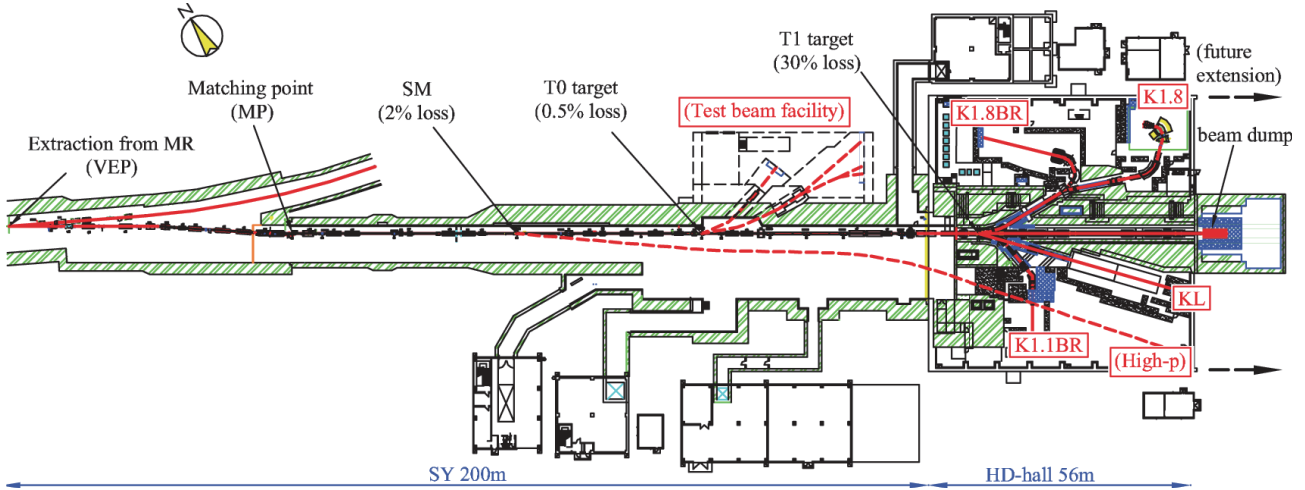 T1 target
(30% loss)
(future
extension)
K1.8
K1.8BR
SM
(2% loss)
T0 target
(0.5% loss)
(Test beam facility)
Matching point
(MP)
beam dump
Extraction from MR
(VEP)
N
KL
K1.1BR
(High-p)
SY 200m
HD-hall 56m